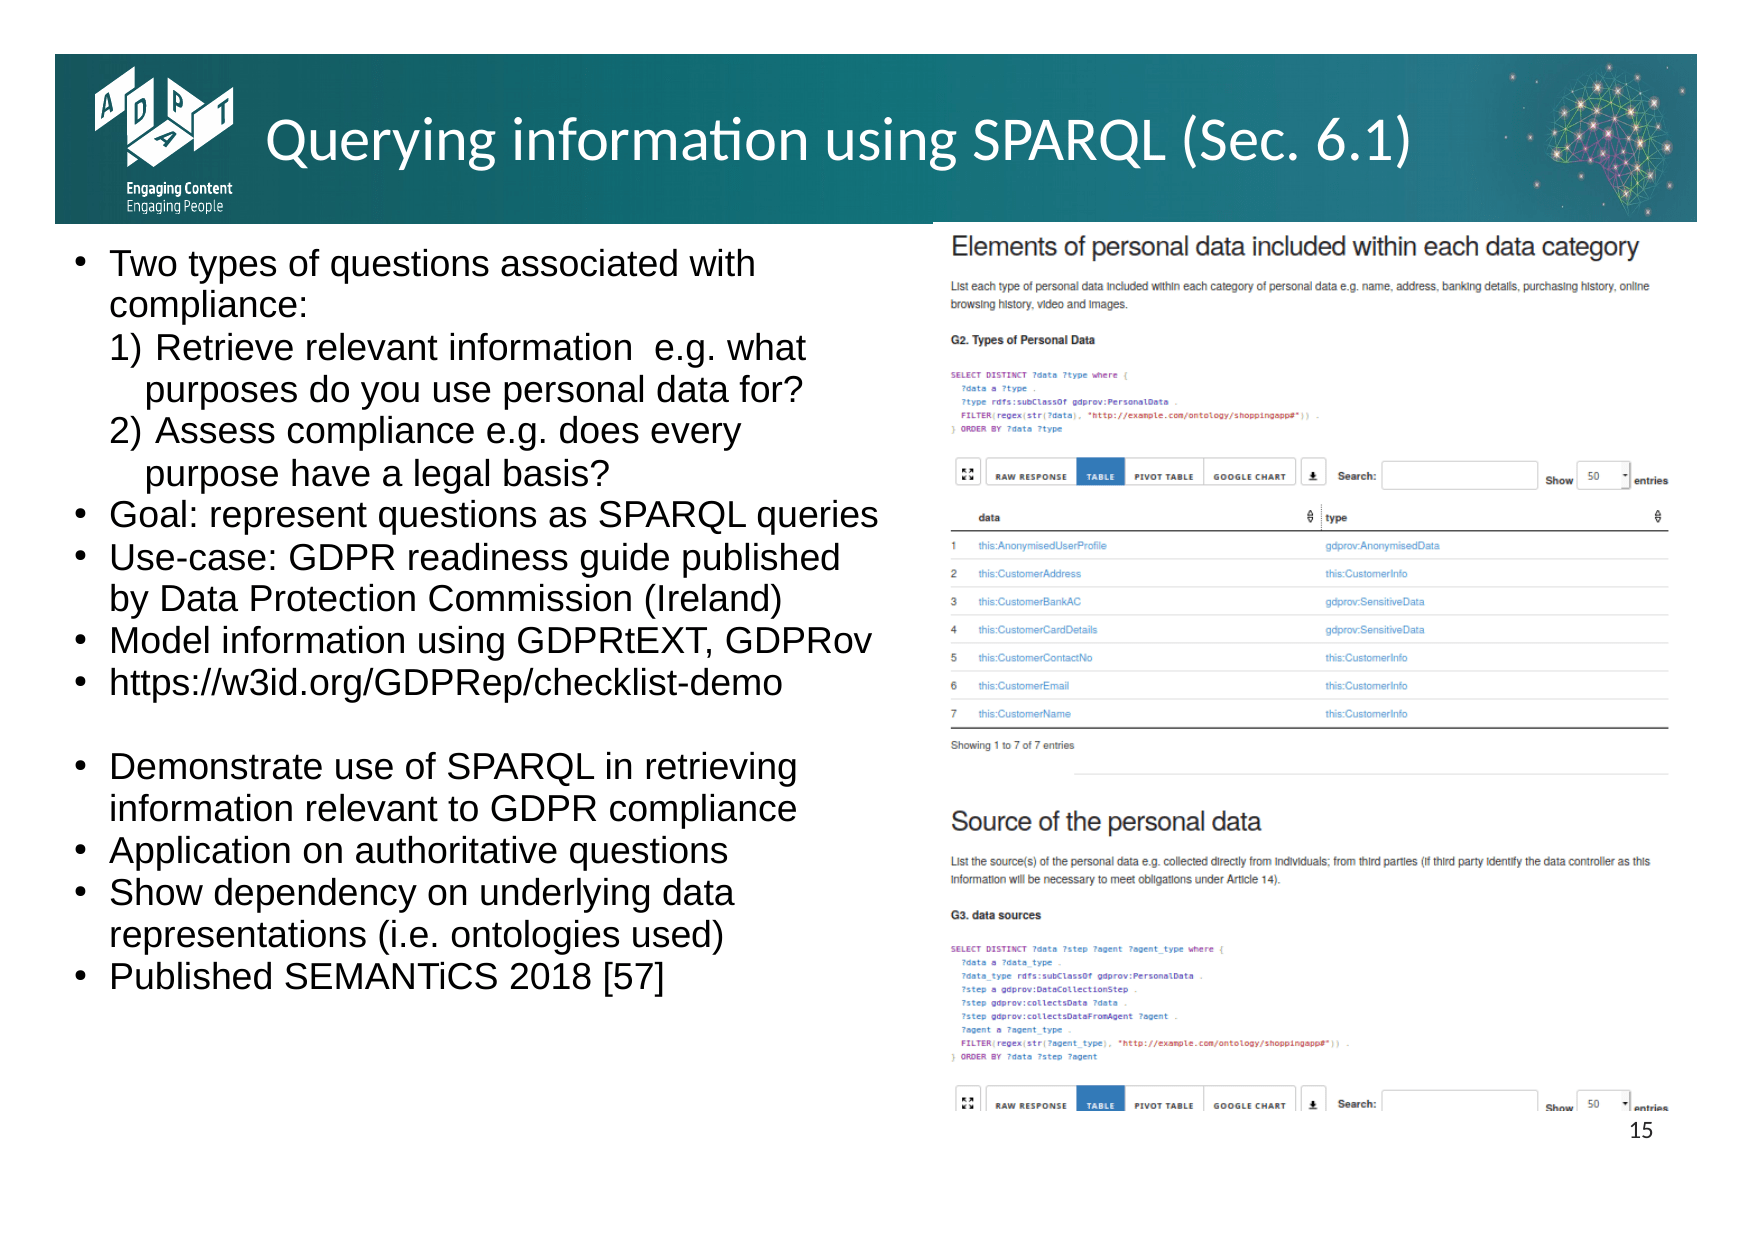 A D A P T
Engaging Content
Engaging People
Querying information using SPARQL (Sec. 6.1)
• Two types of questions associated with
compliance:
1) Retrieve relevant information e.g. what
purposes do you use personal data for?
2) Assess compliance e.g. does every
purpose have a legal basis?
• Goal: represent questions as SPARQL queries
• Use-case: GDPR readiness guide published
by Data Protection Commission (Ireland)
• Model information using GDPRtEXT, GDPRov
• https://w3id.org/GDPRep/checklist-demo
• Demonstrate use of SPARQL in retrieving
information relevant to GDPR compliance
• Application on authoritative questions
• Show dependency on underlying data
representations (i.e. ontologies used)
• Published SEMANTiCS 2018 [57]
Elements of personal data included within each data category
List each type of personal data included within each category of personal data e.g. name, address, banking details, purchasing history, online
browsing history, video and images.
G2. Types of Personal Data
SELECT DISTINCT ?data ?type where {
?data a ?type .
?type rdfs:subClassOf gdprov:PersonalData .
FILTER(regex(str(?data), "http://example.com/ontology/shoppingapp#")) .
} ORDER BY ?data ?type
RAW RESPONSE TABLE PIVOT TABLE GOOGLE CHART Search: Show 50 entries
data type
1 this:AnonymisedUserProfile gdprov:AnonymisedData
2 this:CustomerAddress this:CustomerInfo
3 this:CustomerBankAC gdprov:SensitiveData
4 this:CustomerCardDetails gdprov:SensitiveData
5 this:CustomerContactNo this:CustomerInfo
6 this:CustomerEmail this:CustomerInfo
7 this:CustomerName this:CustomerInfo
Showing 1 to 7 of 7 entries
Source of the personal data
List the source(s) of the personal data e.g. collected directly from individuals; from third parties (if third party identify the data controller as this
information will be necessary to meet obligations under Article 14).
G3. data sources
SELECT DISTINCT ?data ?step ?agent ?agent_type where {
?data a ?data_type .
?data_type rdfs:subClassOf gdprov:PersonalData .
?step a gdprov:DataCollectionStep .
?step gdprov:collectsData ?data .
?step gdprov:collectsDataFromAgent ?agent .
?agent a ?agent_type .
FILTER(regex(str(?agent_type), "http://example.com/ontology/shoppingapp#")) .
} ORDER BY ?data ?step ?agent
RAW RESPONSE TABLE PIVOT TABLE GOOGLE CHART Search: Show 50 entries
15